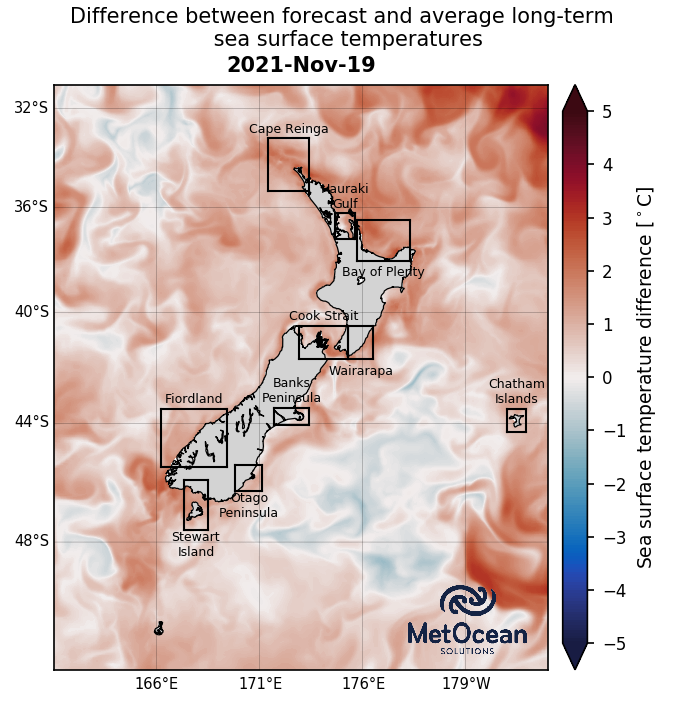 Difference between forecast and average long-term
sea surface temperatures
2021-Nov-19
32°S
36°S
40°S
44°S
48°S
Cape Reinga
Hauraki
Gulf
Bay of Plenty
Cook Strait
Wairarapa
Banks
Peninsula
Fiordland
Chatham
Islands
Otago
Peninsula
Stewart
Island
MetOcean
SOLUTIONS
166°E 171°E 176°E 179°W
5
4
3
2
1
0
−1
−2
−3
−4
−5
Sea surface temperature difference [°C]